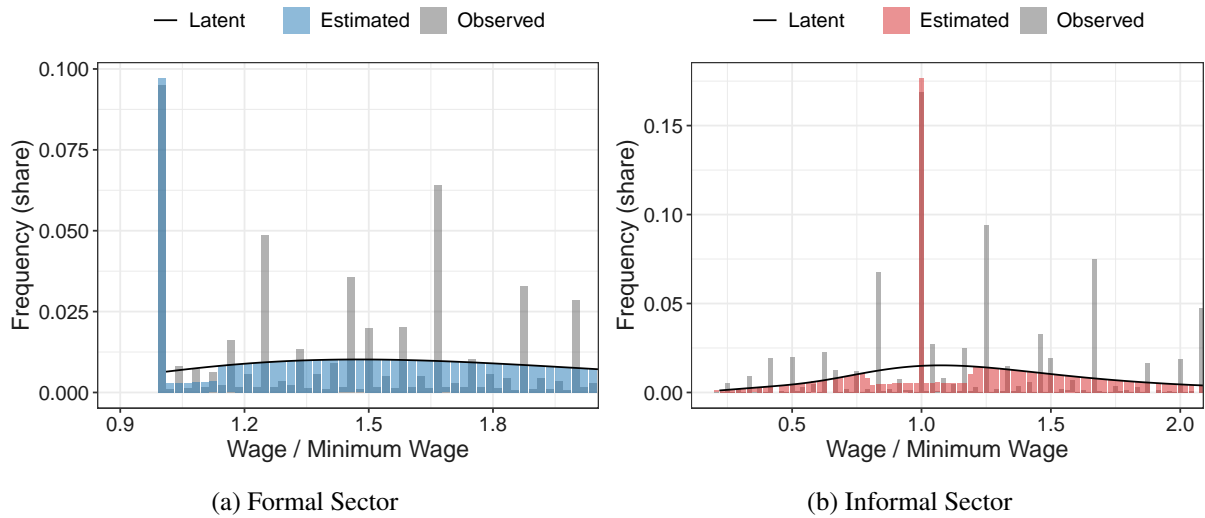 Latent Estimated Observed
0.100
0.075
0.050
0.025
0.000
Frequency (share)
0.9 1.2 1.5 1.8
Wage / Minimum Wage
(a) Formal Sector
Latent Estimated Observed
0.15
0.10
0.05
0.00
Frequency (share)
0.5 1.0 1.5 2.0
Wage / Minimum Wage
(b) Informal Sector